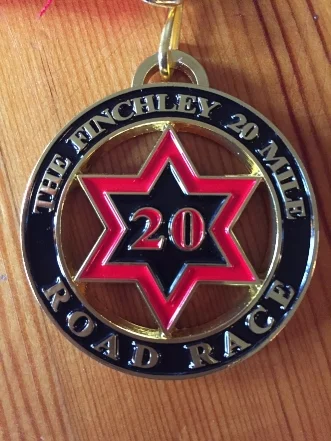 THE FINCHLEY 20 MILE
20
ROAD RACE